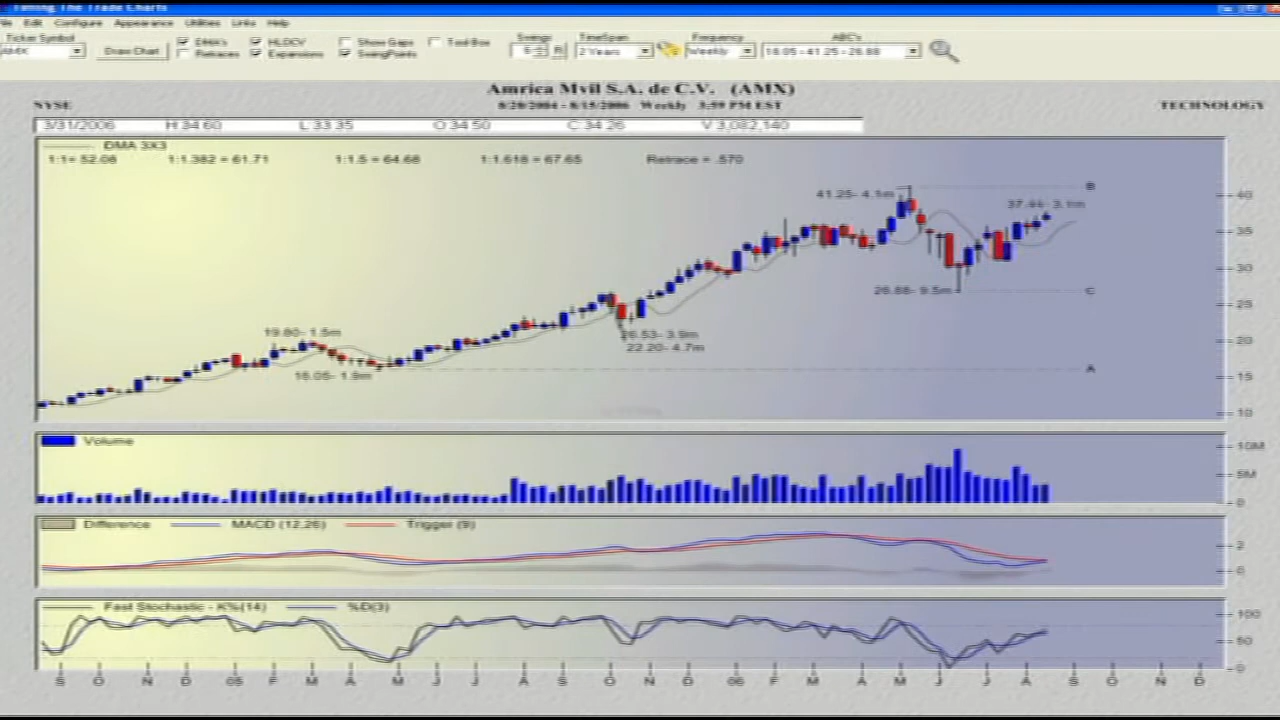 Timing The Trade Charts
File Edit Configure Appearance Utilities Links Help
Ticker Symbol Swings TimeSpan Frequency ABC's
AMX Draw Chart DMA's HLOCV Show Gaps Tool Box 2 Years Weekly 16.05 - 41.25 - 26.88
Retraces Expansions SwingPoints
Amrica Mvil S.A. de C.V. (AMX)
NYSE 8/20/2004 - 8/15/2006 Weekly 3:59 PM EST TECHNOLOGY
3/31/2006 H 34.60 L 33.35 O 34.50 C 34.26 V 3,082,140
DMA 3X3
1:1= 52.08 1:1.382 = 61.71 1:1.5 = 64.68 1:1.618 = 67.65 Retrace = .570
B
41.25- 4.1m 40
37.44- 3.1m
35
30
26.88- 9.5m C
25
19.80- 1.5m 26.53- 3.9m
20
22.20- 4.7m
A
16.05- 1.9m 15
10
Volume 10M
5M
0
Difference MACD (12,26) Trigger (9)
2
0
Fast Stochastic - K%(14) %D(3) 100
50
0
S O N D 05 F M A M J J A S O N D 06 F M A M J J A S O N D